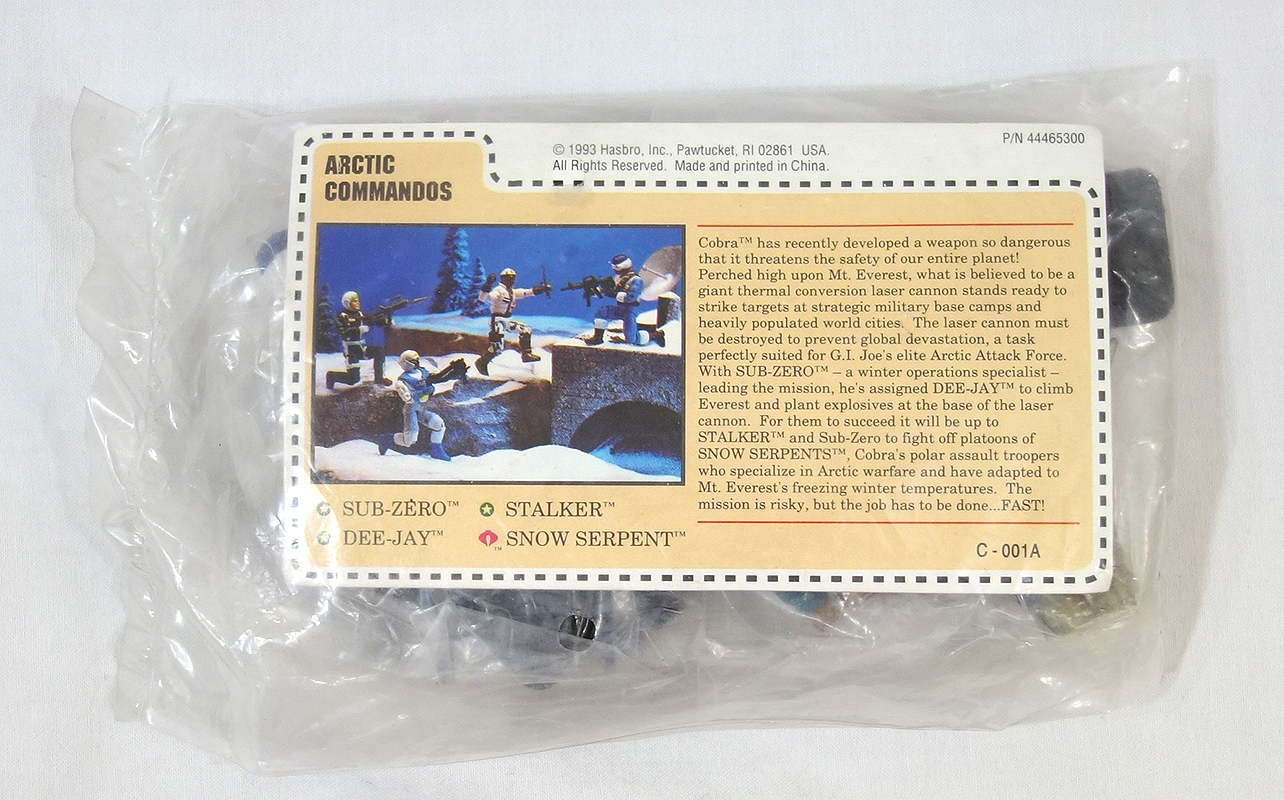 © 1993 Hasbro, Inc., Pawtucket, RI 02861 USA.
All Rights Reserved. Made and printed in China.
P/N 44465300
ARCTIC
COMMANDOS
Cobra™ has recently developed a weapon so dangerous
that it threatens the safety of our entire planet!
Perched high upon Mt. Everest, what is believed to be a
giant thermal conversion laser cannon stands ready to
strike targets at strategic military base camps and
heavily populated world cities. The laser cannon must
be destroyed to prevent global devastation, a task
perfectly suited for G.I. Joe's elite Arctic Attack Force.
With SUB-ZERO™ – a winter operations specialist –
leading the mission, he's assigned DEE-JAY™ to climb
Everest and plant explosives at the base of the laser
cannon. For them to succeed it will be up to
STALKER™ and Sub-Zero to fight off platoons of
SNOW SERPENTS™, Cobra's polar assault troopers
who specialize in Arctic warfare and have adapted to
Mt. Everest's freezing winter temperatures. The
mission is risky, but the job has to be done...FAST!
SUB-ZERO™
STALKER™
DEE-JAY™
™ SNOW SERPENT™
C - 001A